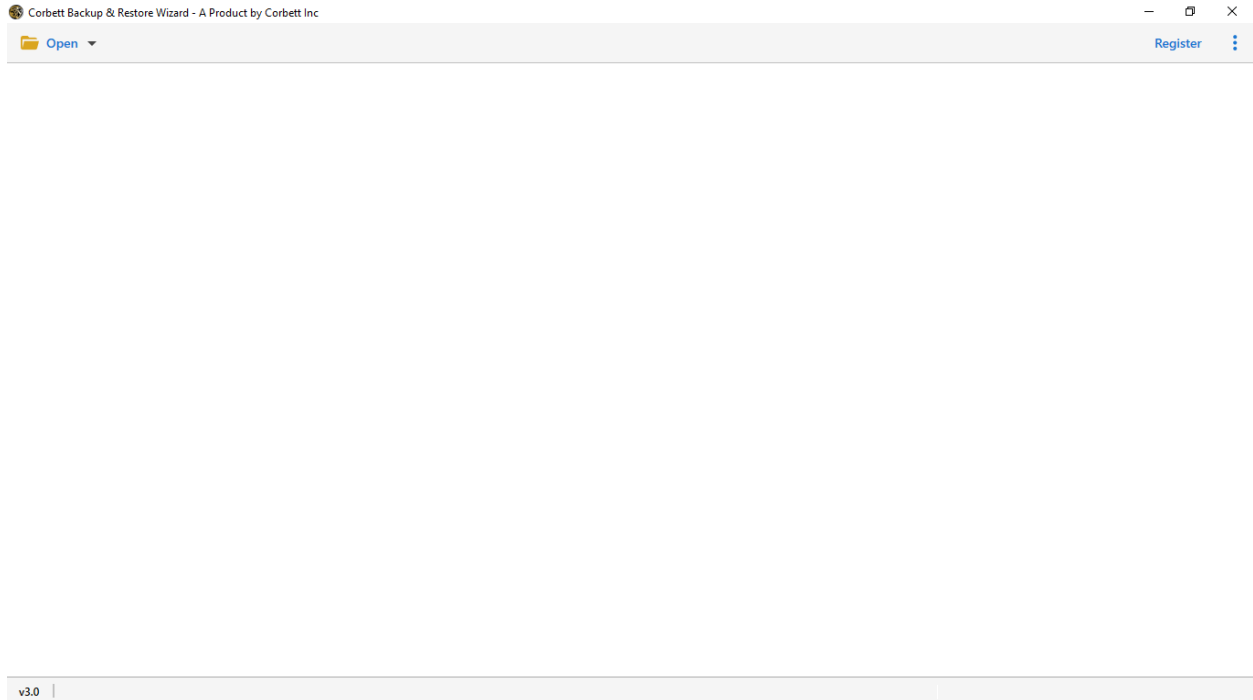 Corbett Backup & Restore Wizard - A Product by Corbett Inc
Open
Register
v3.0